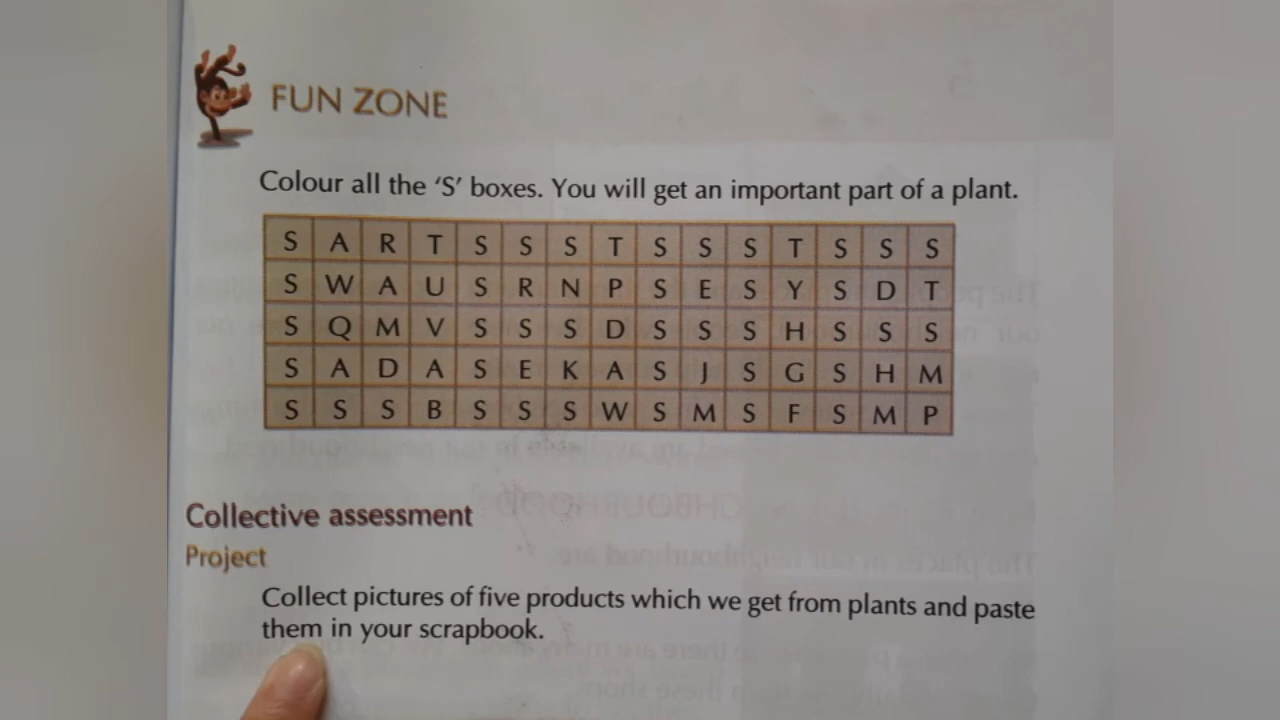 FUN ZONE
Colour all the ‘S’ boxes. You will get an important part of a plant.
S A R T S S S T S S S T S S S
S W A U S R N P S E S Y S D T
S Q M V S S S D S S S H S S S
S A D A S E K A S J S G S H M
S S S B S S S W S M S F S M P
Collective assessment
Project
Collect pictures of five products which we get from plants and paste
them in your scrapbook.